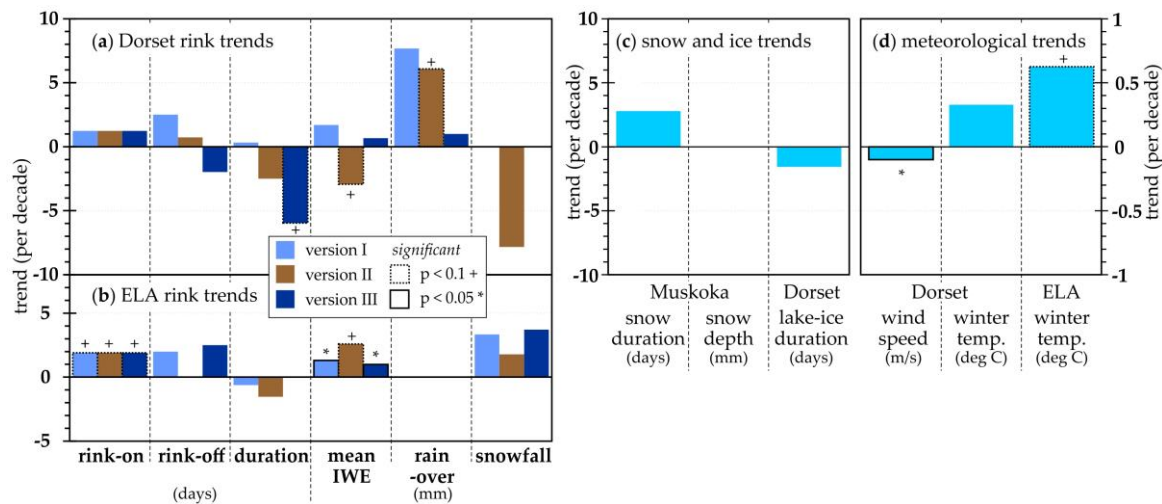 (a) Dorset rink trends
10
5
0
-5
-10
trend (per decade)
+
+
+
version I
version II
version III
significant
p < 0.1 +
p < 0.05 *
(b) ELA rink trends
5
0
-5
+ + +
* + *
rink-on rink-off duration mean IWE rain -over snowfall
(days) (mm)
(c) snow and ice trends
10
5
0
-5
-10
trend (per decade)
Muskoka Dorset
snow duration (days)
snow depth (mm)
lake-ice duration (days)
(d) meteorological trends
+
*
1
0.5
0
-0.5
-1
trend (per decade)
Dorset ELA
wind speed (m/s)
winter temp. (deg C)
winter temp. (deg C)